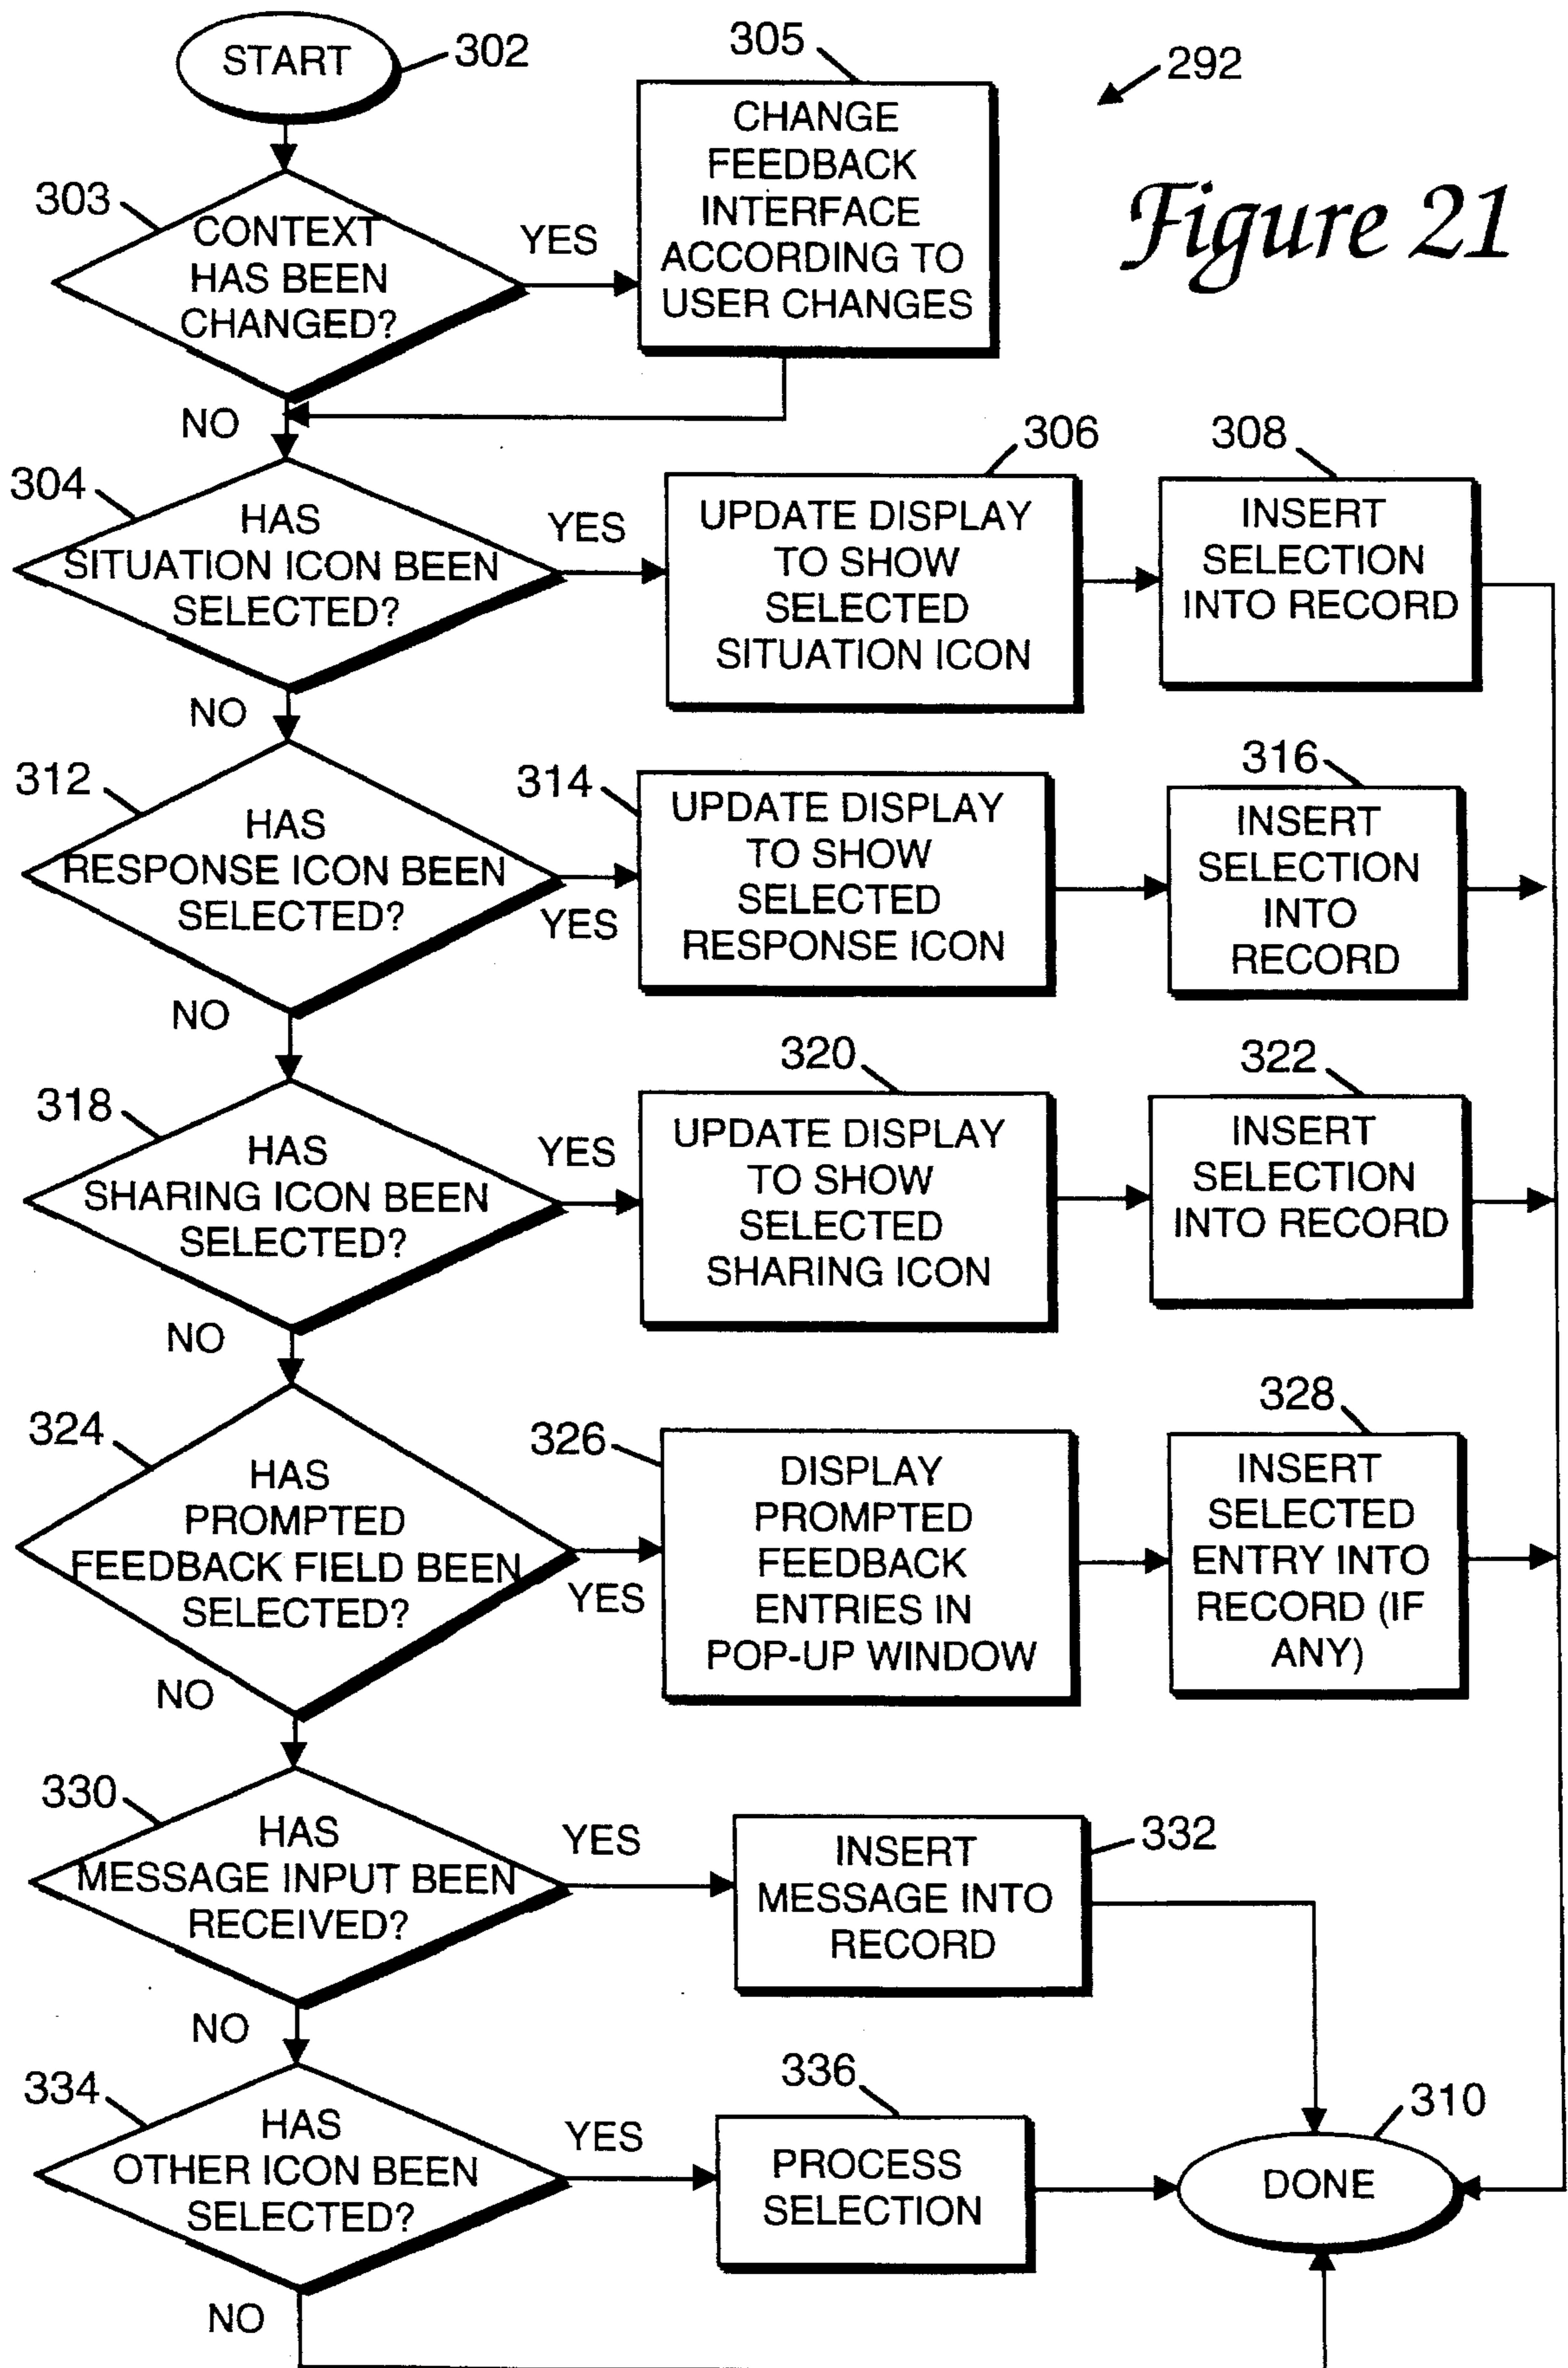 START
302
305
292
CHANGE
FEEDBACK
INTERFACE
ACCORDING TO
USER CHANGES
Figure 21
303
CONTEXT
HAS BEEN
CHANGED?
YES
NO
304
HAS
SITUATION ICON BEEN
SELECTED?
YES
306
UPDATE DISPLAY
TO SHOW
SELECTED
SITUATION ICON
308
INSERT
SELECTION
INTO RECORD
NO
312
HAS
RESPONSE ICON BEEN
SELECTED?
YES
314
UPDATE DISPLAY
TO SHOW
SELECTED
RESPONSE ICON
316
INSERT
SELECTION
INTO
RECORD
NO
318
HAS
SHARING ICON BEEN
SELECTED?
YES
320
UPDATE DISPLAY
TO SHOW
SELECTED
SHARING ICON
322
INSERT
SELECTION
INTO RECORD
NO
324
HAS
PROMPTED
FEEDBACK FIELD BEEN
SELECTED?
YES
326
DISPLAY
PROMPTED
FEEDBACK
ENTRIES IN
POP-UP WINDOW
328
INSERT
SELECTED
ENTRY INTO
RECORD (IF
ANY)
NO
330
HAS
MESSAGE INPUT BEEN
RECEIVED?
YES
INSERT
MESSAGE INTO
RECORD
332
NO
334
HAS
OTHER ICON BEEN
SELECTED?
YES
336
PROCESS
SELECTION
310
DONE
NO